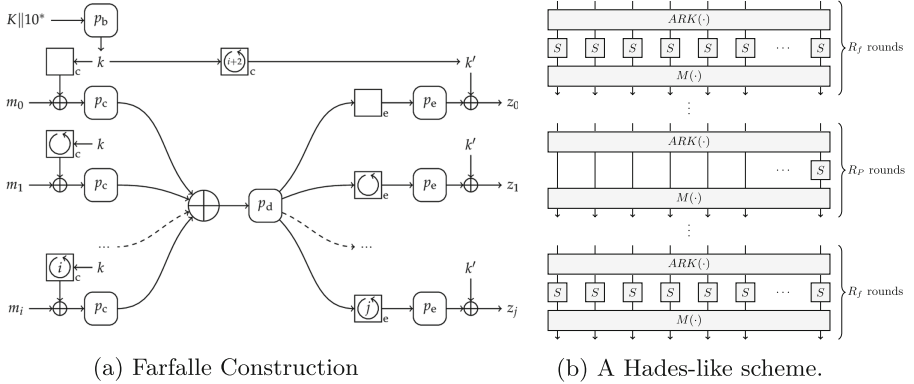 K‖10* p_b
i+2
c k c k'
m_0 p_c e p_e z_0
c k k'
m_1 p_c p_d e p_e z_1
... ...
i c k k'
m_i p_c j e p_e z_j
(a) Farfalle Construction
ARK(·)
S S S S S S ··· S R_f rounds
M(·)
⋮
ARK(·)
··· S R_P rounds
M(·)
⋮
ARK(·)
S S S S S S ··· S R_f rounds
M(·)
(b) A Hades-like scheme.